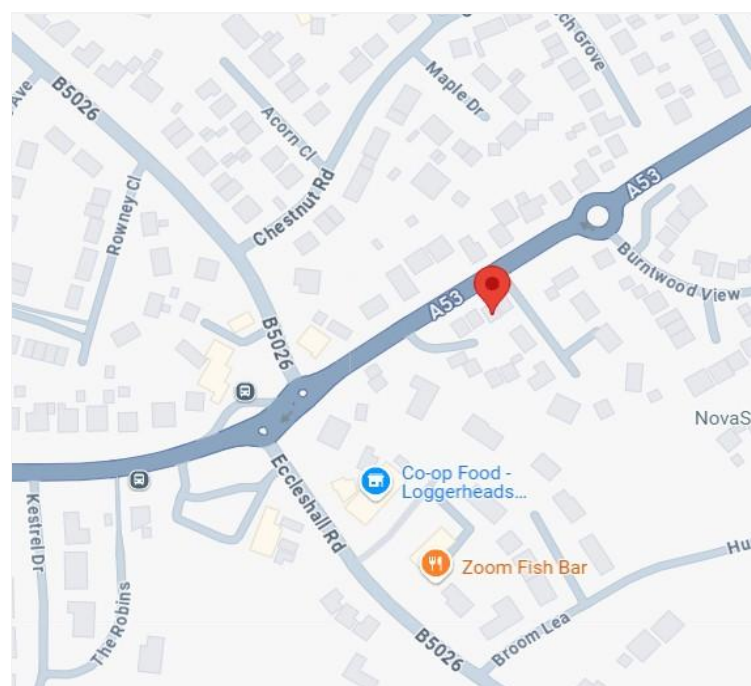 B5026
Ave
Maple Dr
ch Grove
Acorn Cl
A53
Rowney Cl
Chestnut Rd
Burntwood View
A53
B5026
NovaS
Co-op Food -
Loggerheads...
Eccleshall Rd
Kestrel Dr
Zoom Fish Bar
Hu
The Robins
Broom Lea
B5026